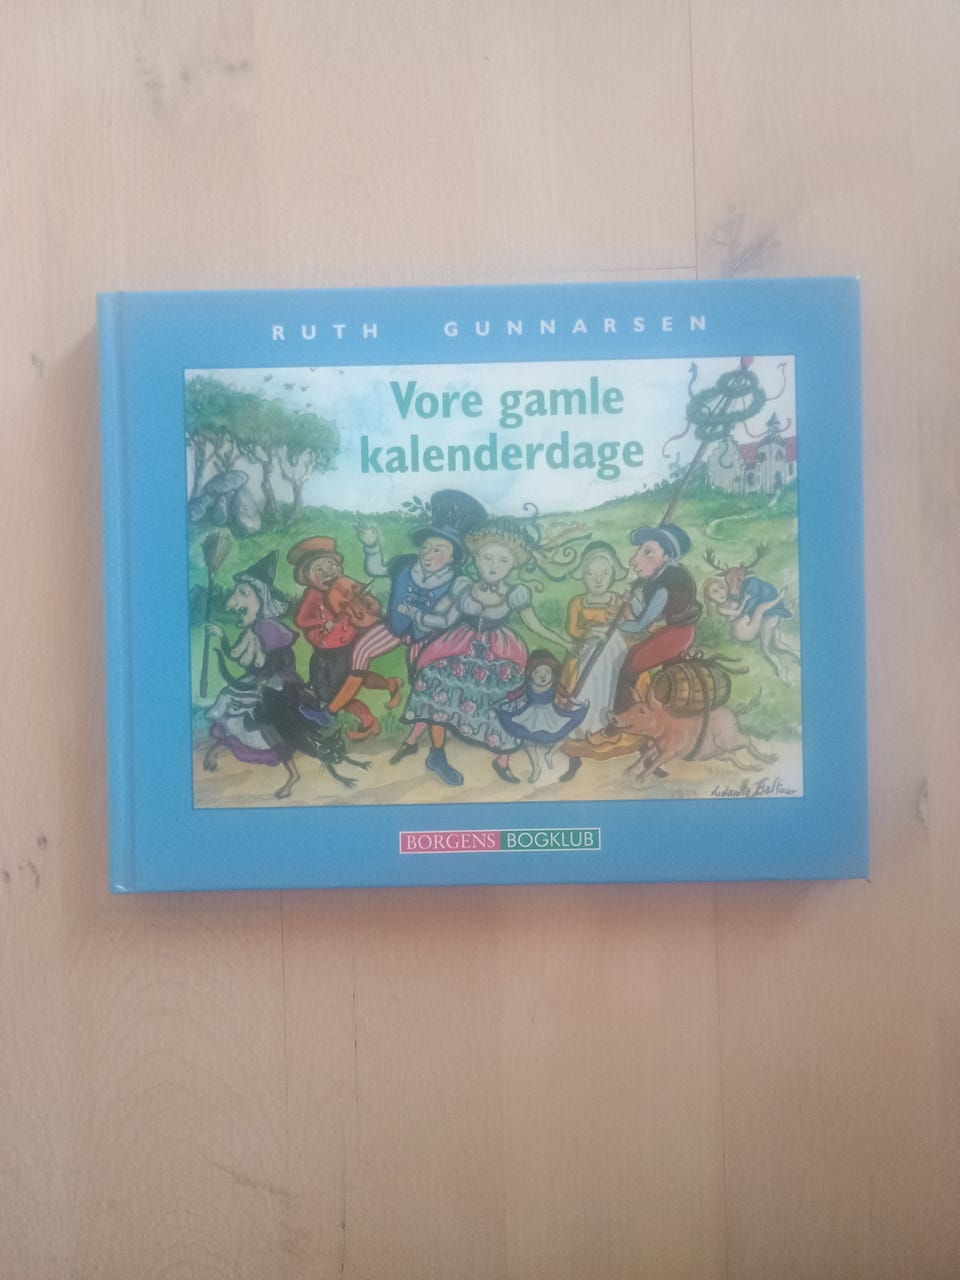 RUTH GUNNARSEN
Vore gamle
kalenderdage
BORGENS BOGKLUB